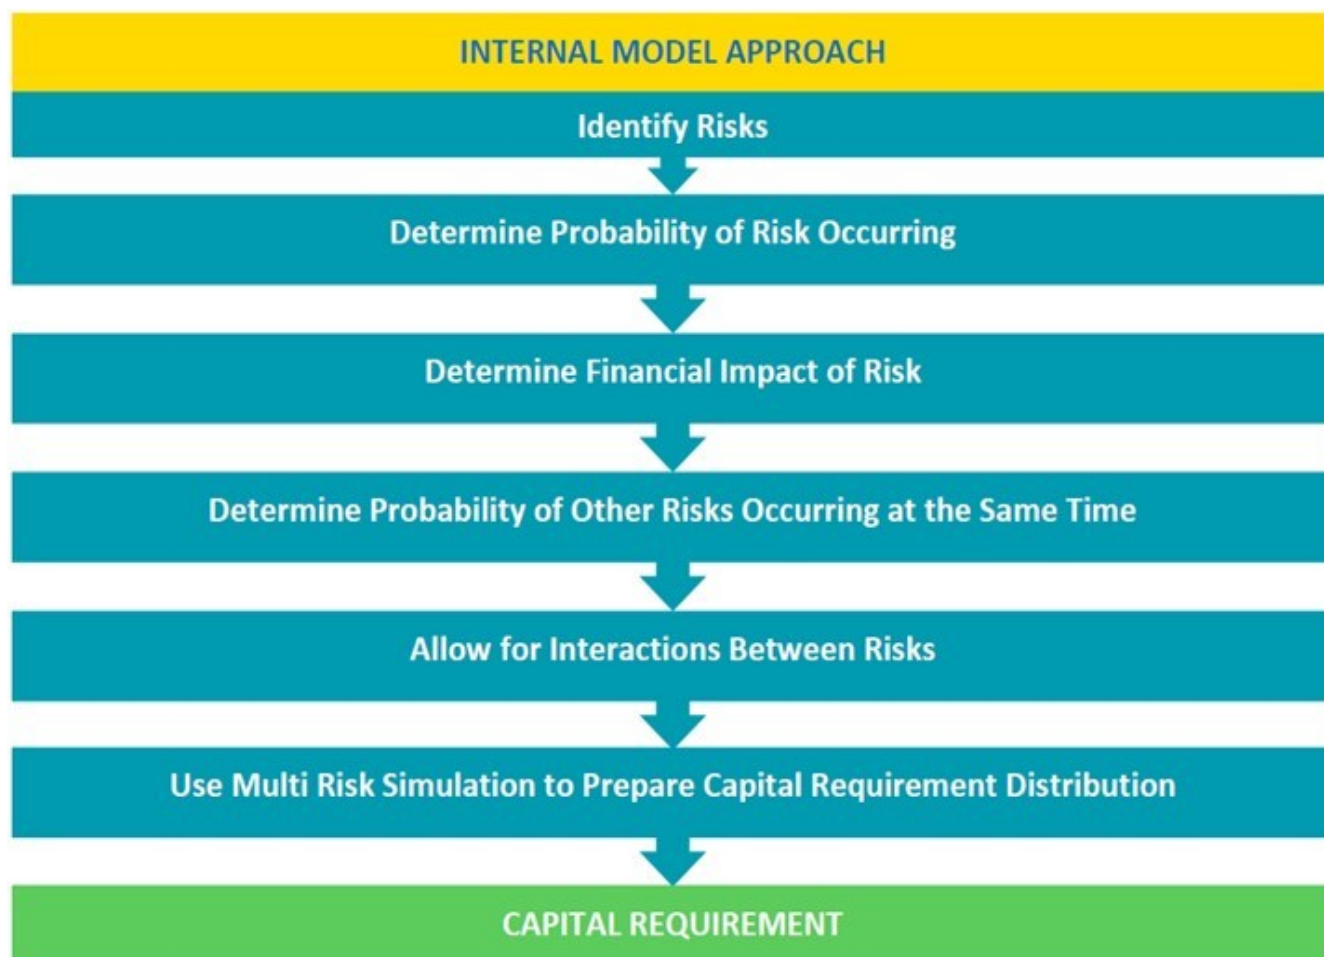 INTERNAL MODEL APPROACH
Identify Risks
Determine Probability of Risk Occurring
Determine Financial Impact of Risk
Determine Probability of Other Risks Occurring at the Same Time
Allow for Interactions Between Risks
Use Multi Risk Simulation to Prepare Capital Requirement Distribution
CAPITAL REQUIREMENT